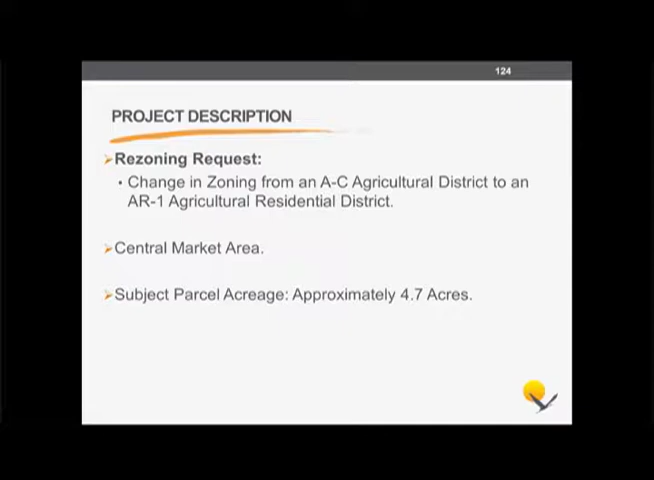 124
PROJECT DESCRIPTION
Rezoning Request:
• Change in Zoning from an A-C Agricultural District to an
AR-1 Agricultural Residential District.
Central Market Area.
Subject Parcel Acreage: Approximately 4.7 Acres.